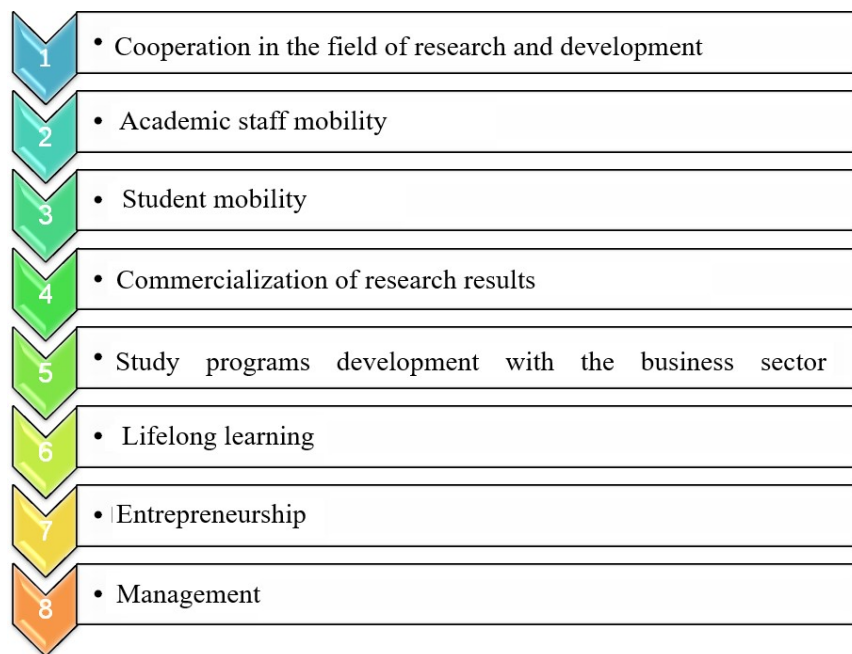 1 • Cooperation in the field of research and development
2 • Academic staff mobility
3 • Student mobility
4 • Commercialization of research results
5 • Study programs development with the business sector
6 • Lifelong learning
7 • Entrepreneurship
8 • Management